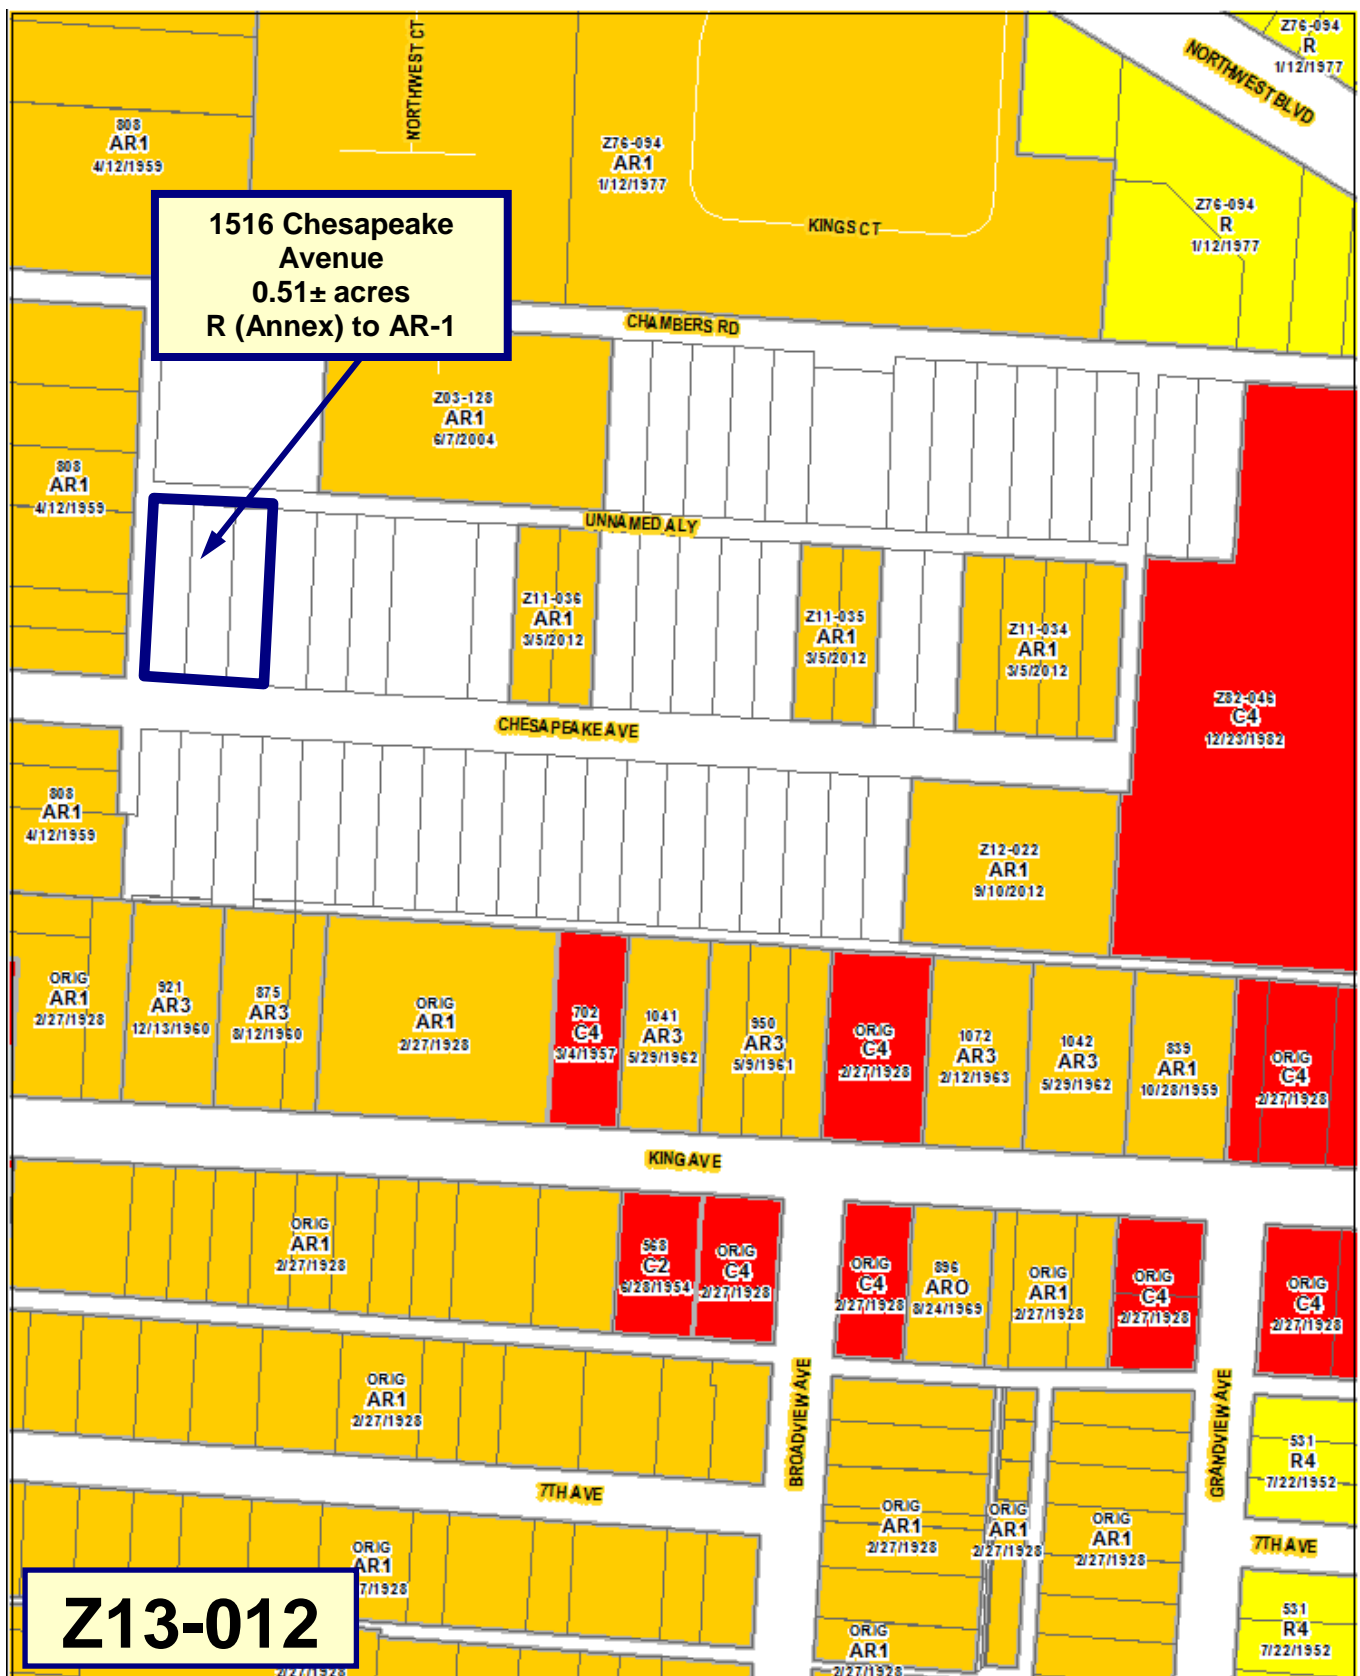 Z76-094
R
1/12/1977
NORTHWEST CT
NORTHWEST BLVD
808
AR1
4/12/1959
Z76-094
AR1
1/12/1977
Z76-094
R
1/12/1977
KINGS CT
1516 Chesapeake
Avenue
0.51± acres
R (Annex) to AR-1
CHAMBERS RD
Z03-128
AR1
6/7/2004
808
AR1
4/12/1959
UNNAMED ALY
Z11-036
AR1
3/5/2012
Z11-035
AR1
3/5/2012
Z11-034
AR1
3/5/2012
Z82-046
C4
12/23/1982
CHESAPEAKE AVE
808
AR1
4/12/1959
Z12-022
AR1
9/10/2012
ORIG
AR1
2/27/1928
921
AR3
12/13/1960
875
AR3
8/12/1960
ORIG
AR1
2/27/1928
702
C4
3/4/1957
1041
AR3
5/29/1962
950
AR3
5/9/1961
ORIG
C4
2/27/1928
1072
AR3
2/12/1963
1042
AR3
5/29/1962
839
AR1
10/28/1959
ORIG
C4
2/27/1928
KING AVE
ORIG
AR1
2/27/1928
568
C2
6/28/1954
ORIG
C4
2/27/1928
ORIG
C4
2/27/1928
896
ARO
8/24/1969
ORIG
AR1
2/27/1928
ORIG
C4
2/27/1928
ORIG
C4
2/27/1928
ORIG
AR1
2/27/1928
BROADVIEW AVE
GRANDVIEW AVE
531
R4
7/22/1952
7TH AVE
ORIG
AR1
2/27/1928
ORIG
AR1
2/27/1928
ORIG
AR1
2/27/1928
7TH AVE
ORIG
AR1
7/1928
Z13-012
531
R4
7/22/1952
ORIG
AR1
2/27/1928
2/27/1928